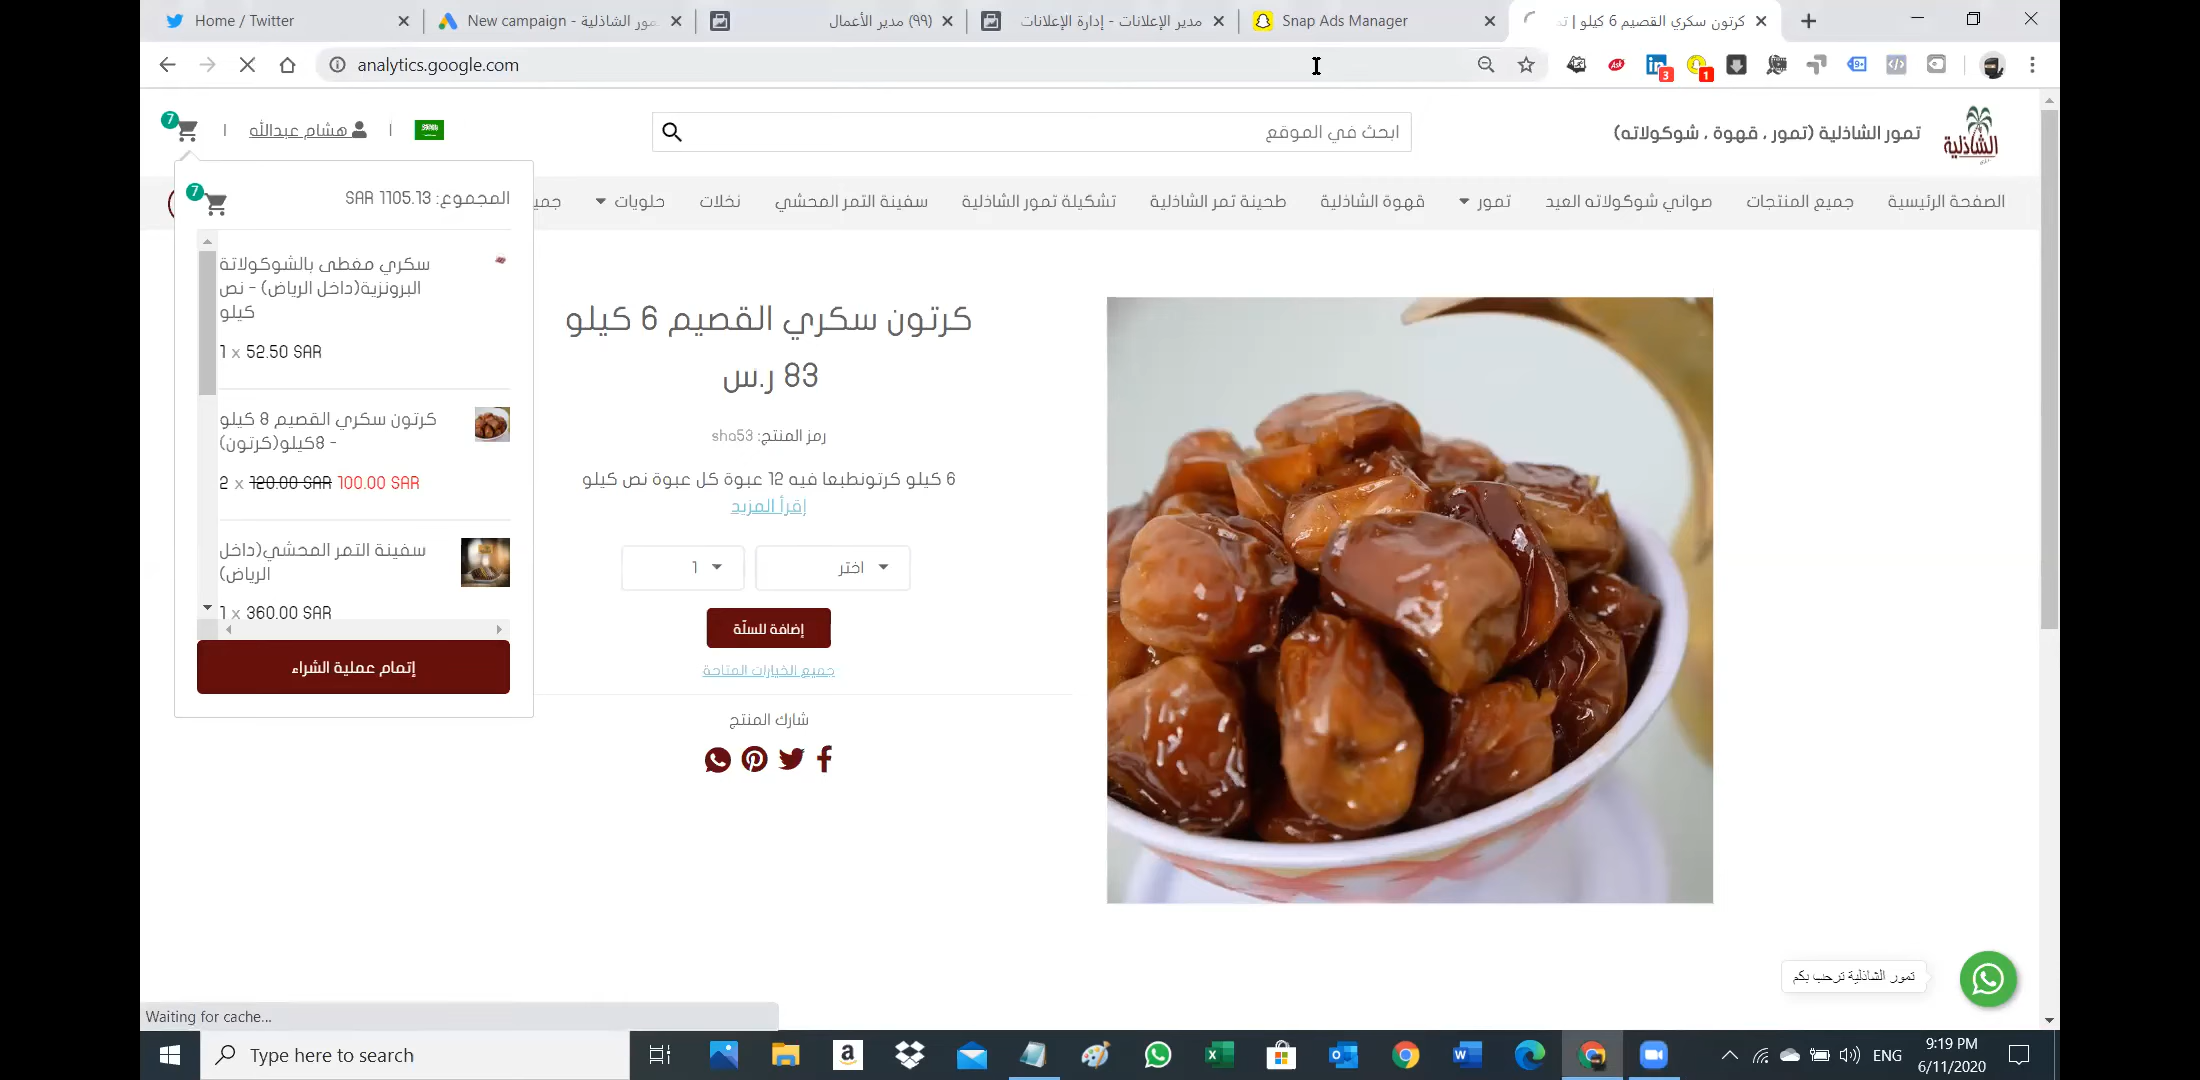 Home / Twitter
New campaign - تمور الشاذلية
(٩٩) مدير الأعمال
مدير الإعلانات - إدارة الإعلانات
Snap Ads Manager
كرتون سكري القصيم 6 كيلو | تم
analytics.google.com
3
1
7
هشام عبدالله
ابحث في الموقع
تمور الشاذلية (تمور ، قهوة ، شوكولاته)
الشاذلية
الصفحة الرئيسية
جميع المنتجات
صواني شوكولاته العيد
تمور
قهوة الشاذلية
طحينة تمر الشاذلية
تشكيلة تمور الشاذلية
سفينة التمر المحشي
نخلات
حلويات
جمي
7
المجموع: SAR 1105.13
سكري مغطى بالشوكولاتة
البرونزية(داخل الرياض) - نص
كيلو
1 x 52.50 SAR
كرتون سكري القصيم 8 كيلو
- 8كيلو(كرتون)
2 x 120.00 SAR 100.00 SAR
سفينة التمر المحشي(داخل
الرياض)
1 x 360.00 SAR
إتمام عملية الشراء
كرتون سكري القصيم 6 كيلو
83 ر.س
رمز المنتج: sha53
6 كيلو كرتونطبعا فيه 12 عبوة كل عبوة نص كيلو
إقرأ المزيد
اختر
1
إضافة للسلّة
جميع الخيارات المتاحة
شارك المنتج
تمور الشاذلية ترحب بكم
Waiting for cache...
Type here to search
ENG
9:19 PM
6/11/2020